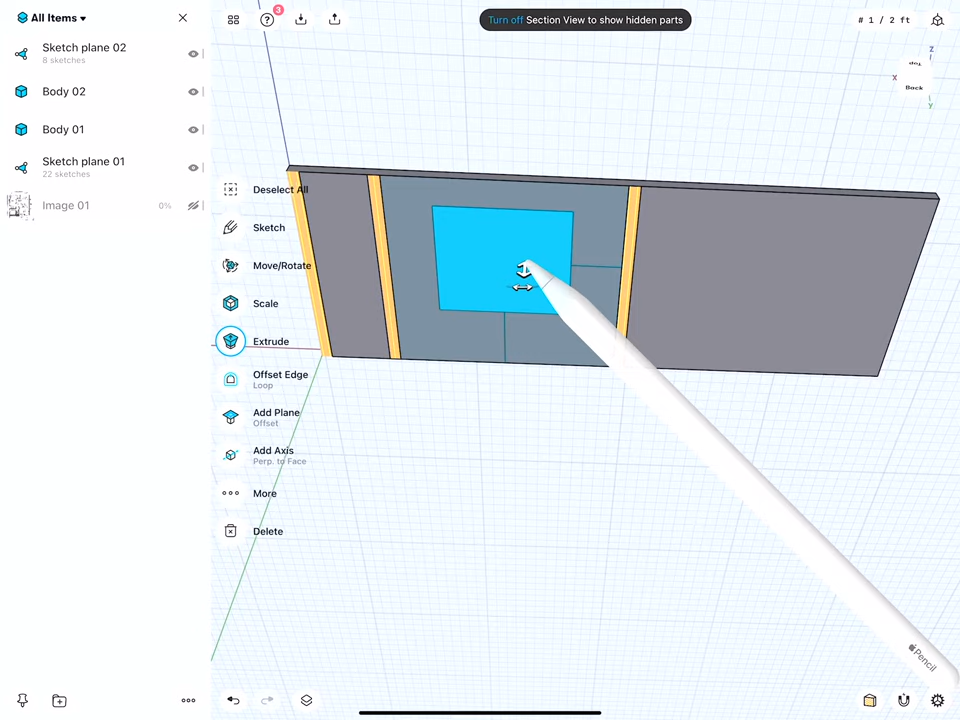 All Items
Sketch plane 02
8 sketches
Body 02
Body 01
Sketch plane 01
22 sketches
Image 01
0%
3
Turn off Section View to show hidden parts
# 1 / 2 ft
Top
Back
X
Z
y
Deselect All
Sketch
Move/Rotate
Scale
Extrude
Offset Edge
Loop
Add Plane
Offset
Add Axis
Perp. to Face
More
Delete
Pencil